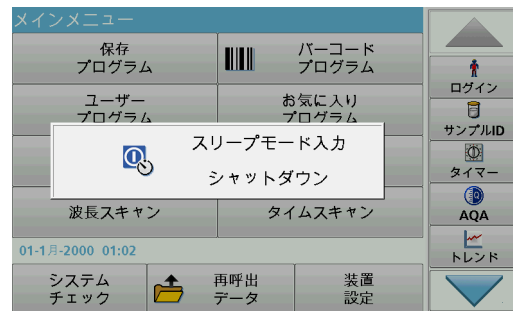 メインメニュー
保存
プログラム
バーコード
プログラム
ユーザー
プログラム
お気に入り
プログラム
スリープモード入力
シャットダウン
波長スキャン
タイムスキャン
01-1月-2000 01:02
システム
チェック
再呼出
データ
装置
設定
ログイン
サンプルID
タイマー
AQA
トレンド